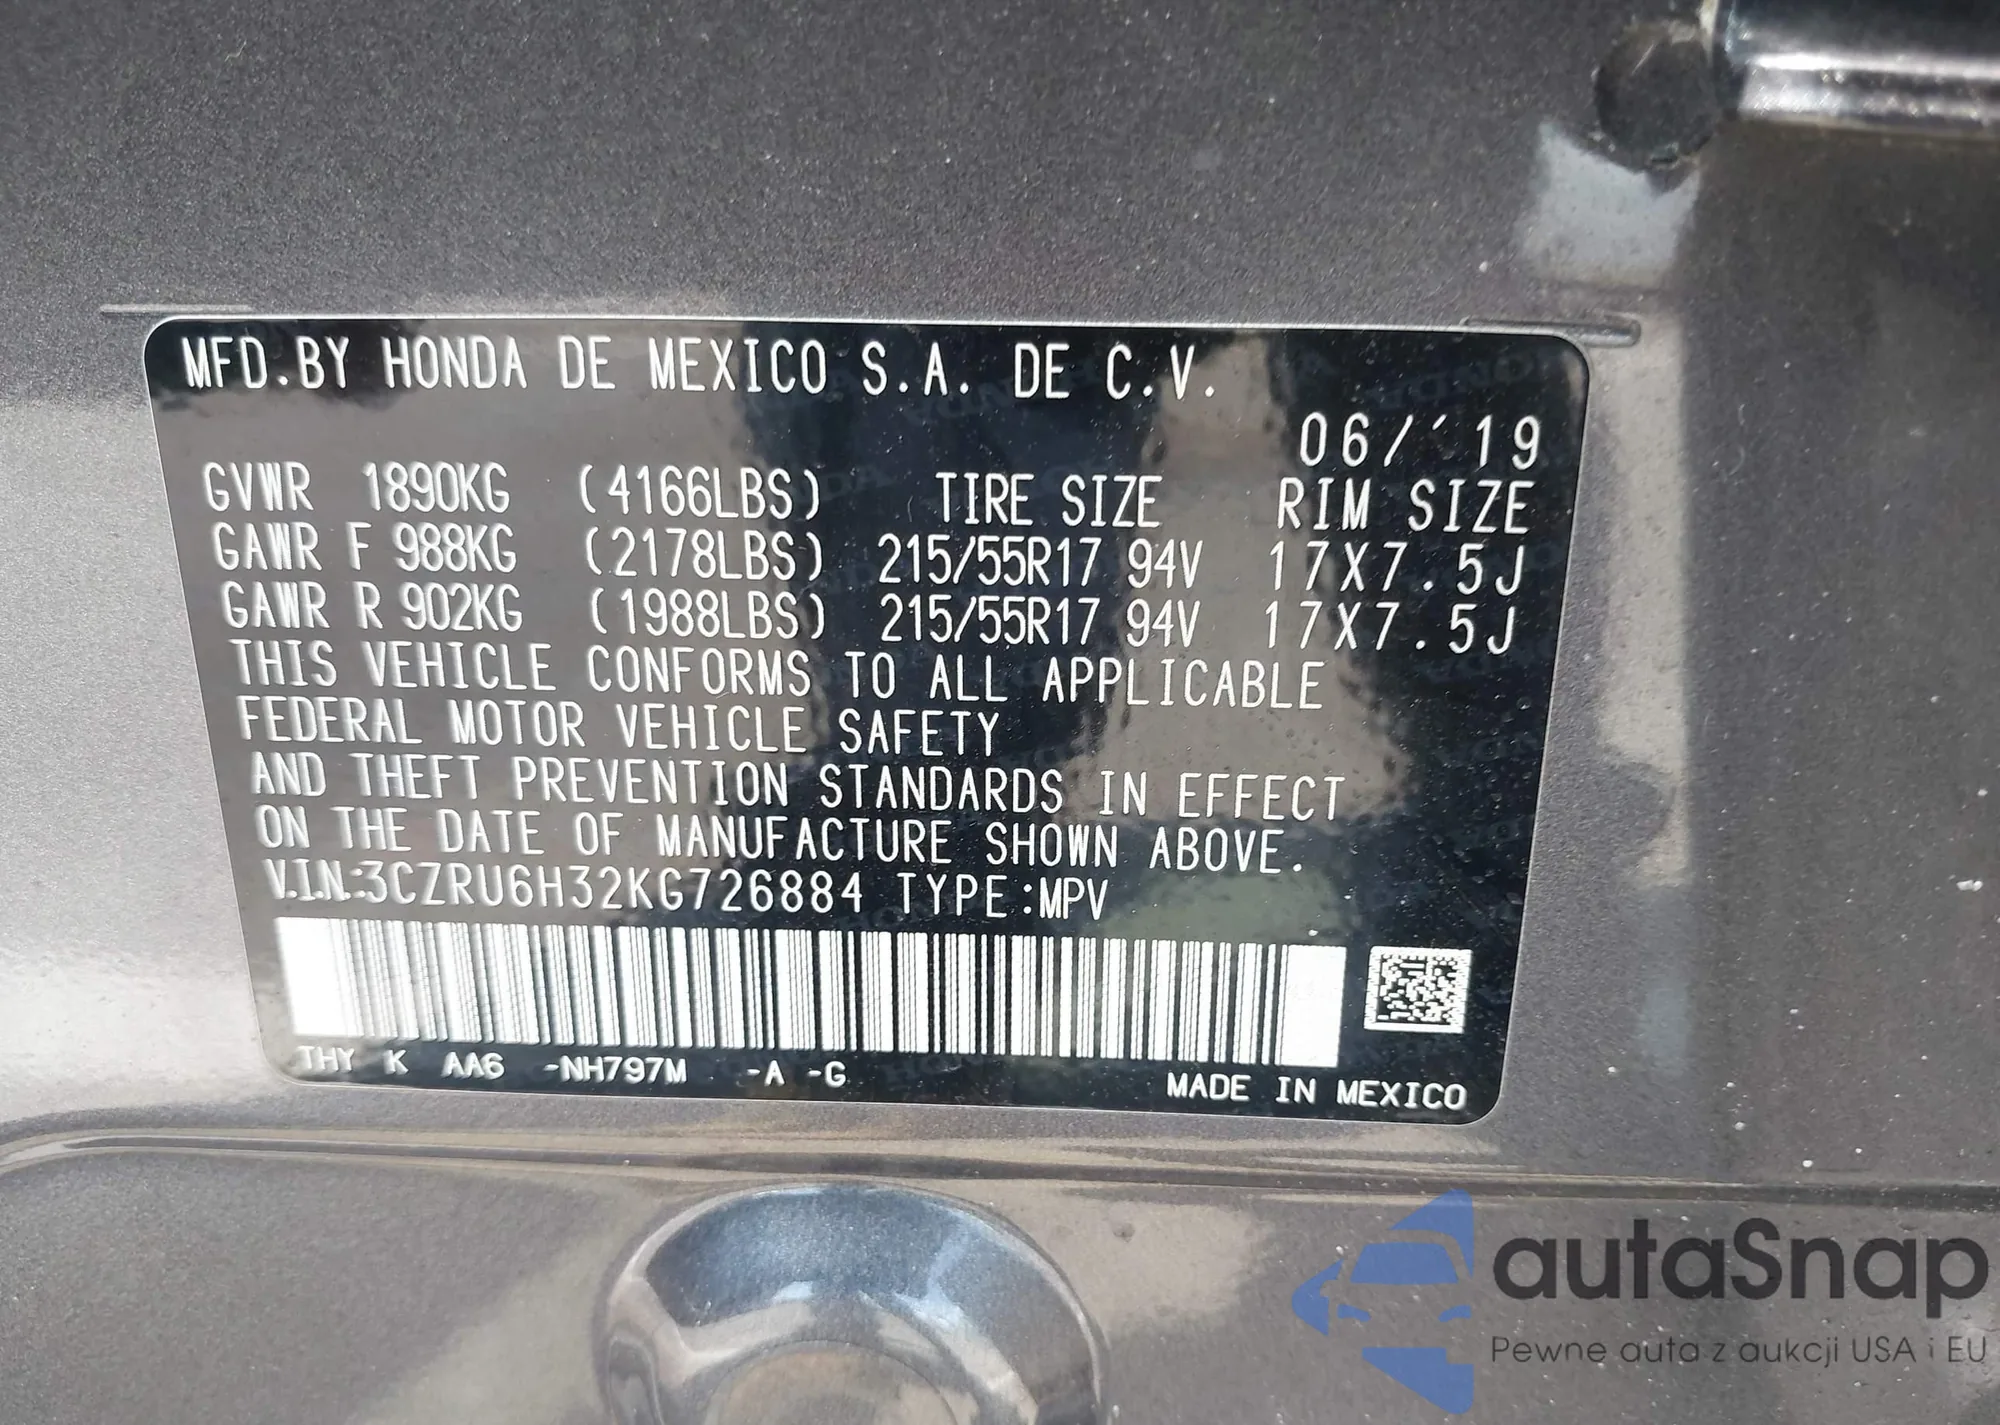 MFD.BY HONDA DE MEXICO S.A. DE C.V.
06/'19
GVWR 1890KG (4166LBS) TIRE SIZE RIM SIZE
GAWR F 988KG (2178LBS) 215/55R17 94V 17X7.5J
GAWR R 902KG (1988LBS) 215/55R17 94V 17X7.5J
THIS VEHICLE CONFORMS TO ALL APPLICABLE
FEDERAL MOTOR VEHICLE SAFETY
AND THEFT PREVENTION STANDARDS IN EFFECT
ON THE DATE OF MANUFACTURE SHOWN ABOVE.
V.I.N:3CZRU6H32KG726884 TYPE:MPV
THY K AA6 -NH797M -A -G
MADE IN MEXICO
autaSnap
Pewne auta z aukcji USA i EU